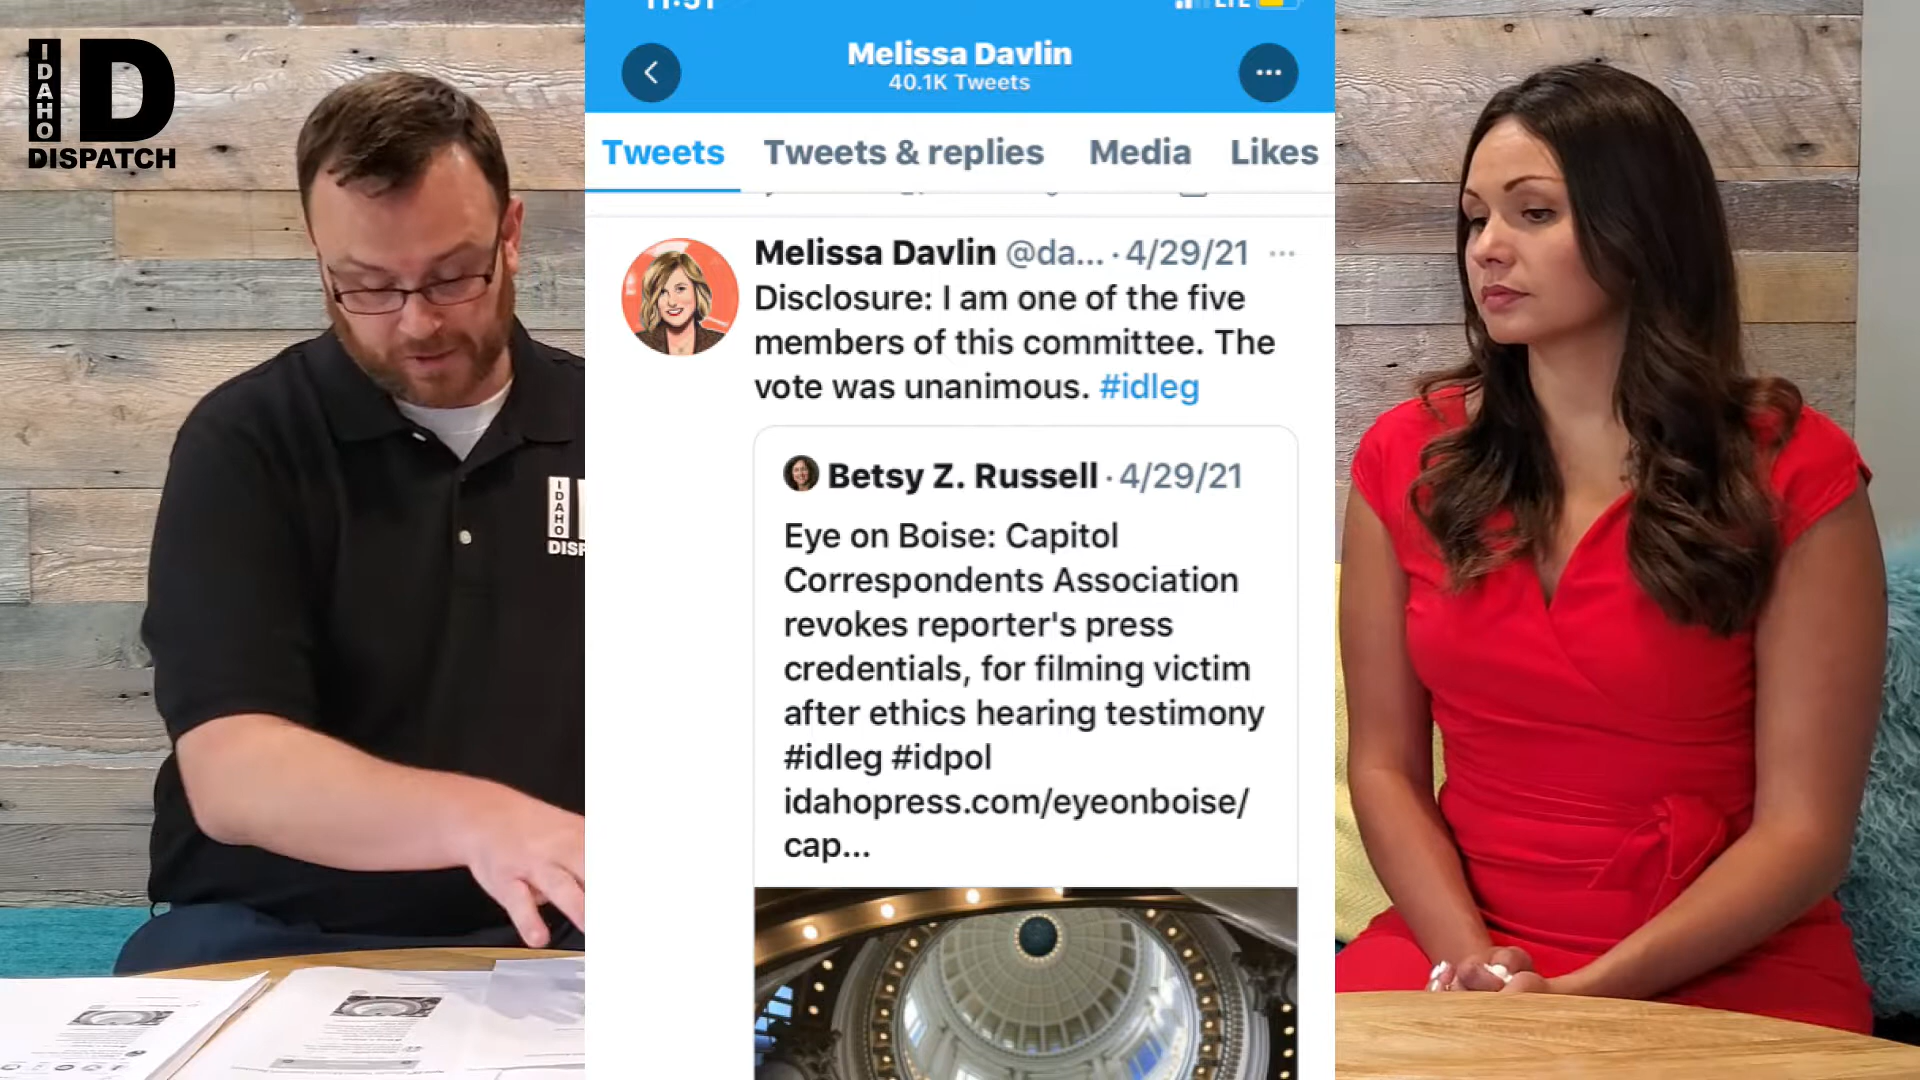 IDAHO
D
DISPATCH
11:51
LTE
Melissa Davlin
40.1K Tweets
Tweets
Tweets & replies
Media
Likes
Melissa Davlin @da... · 4/29/21
Disclosure: I am one of the five
members of this committee. The
vote was unanimous. #idleg
Betsy Z. Russell · 4/29/21
Eye on Boise: Capitol
Correspondents Association
revokes reporter's press
credentials, for filming victim
after ethics hearing testimony
#idleg #idpol
idahopress.com/eyeonboise/
cap...
IDAHO
DISP